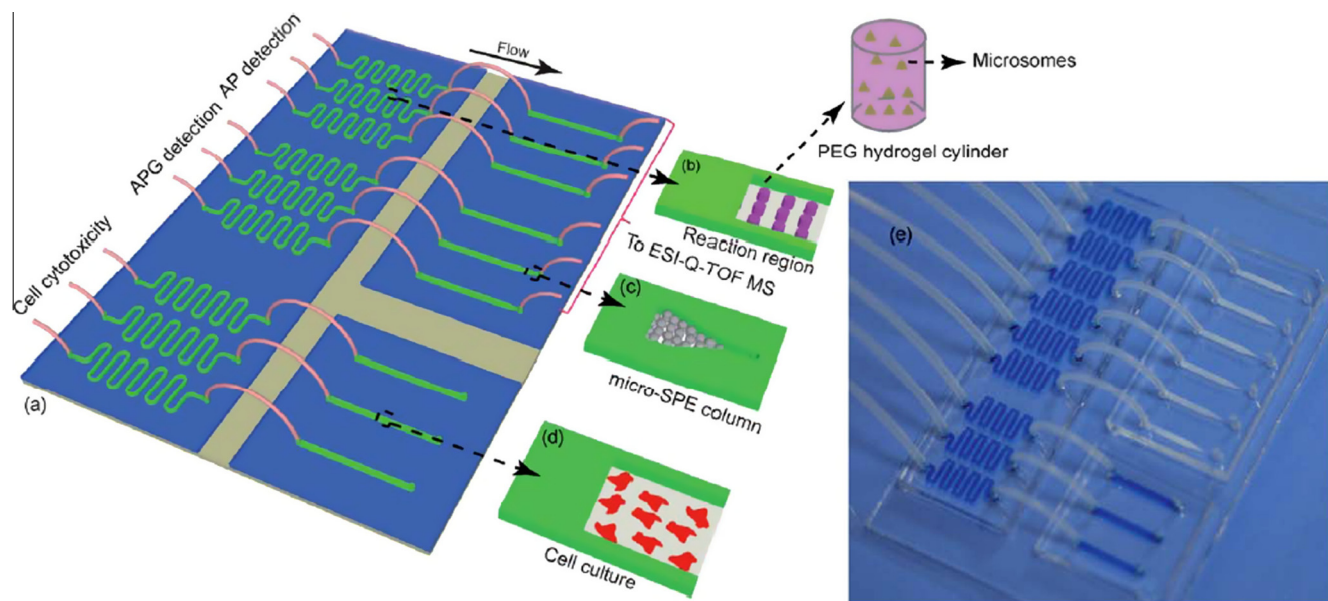 AP detection
APG detection
Cell cytotoxicity
Flow
(a)
(b)
Reaction region
To ESI-Q-TOF MS
(c)
micro-SPE column
(d)
Cell culture
Microsomes
PEG hydrogel cylinder
(e)